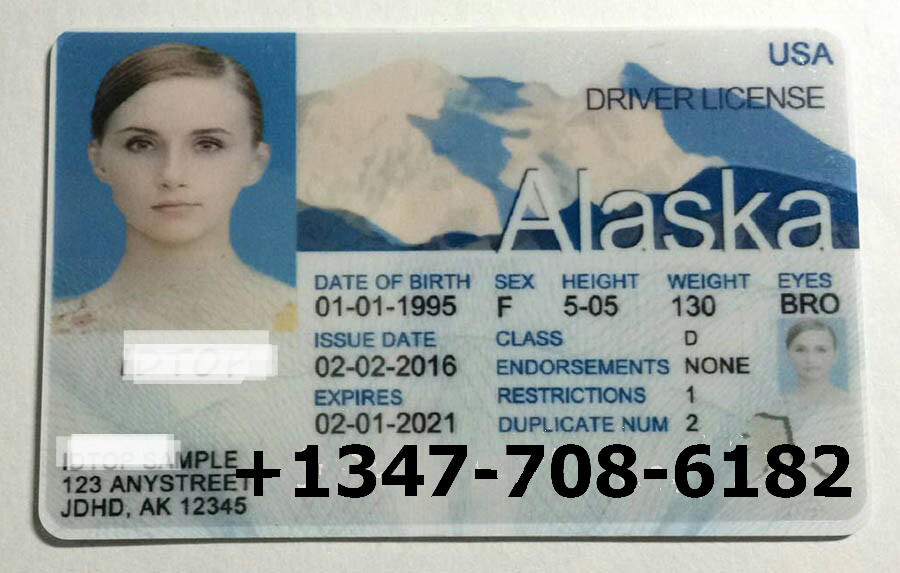 USA
DRIVER LICENSE
Alaska
DATE OF BIRTH SEX HEIGHT WEIGHT EYES
01-01-1995 F 5-05 130 BRO
ISSUE DATE CLASS D
02-02-2016 ENDORSEMENTS NONE
EXPIRES RESTRICTIONS 1
02-01-2021 DUPLICATE NUM 2
IDTOP SAMPLE
+1347-708-6182
123 ANYSTREET
JDHD, AK 12345